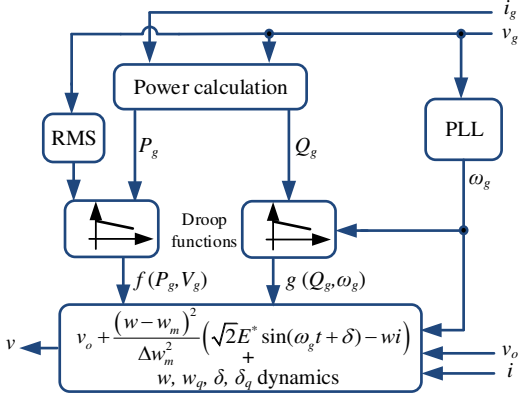 i_g
v_g
Power calculation
RMS
P_g
Q_g
PLL
ω_g
Droop
functions
f (P_g,V_g)
g (Q_g,ω_g)
v
v_o + (w−w_m)^2/Δw_m^2 (√2E* sin(ω_g t+δ)−wi)
+
w, w_q, δ, δ_q dynamics
v_o
i